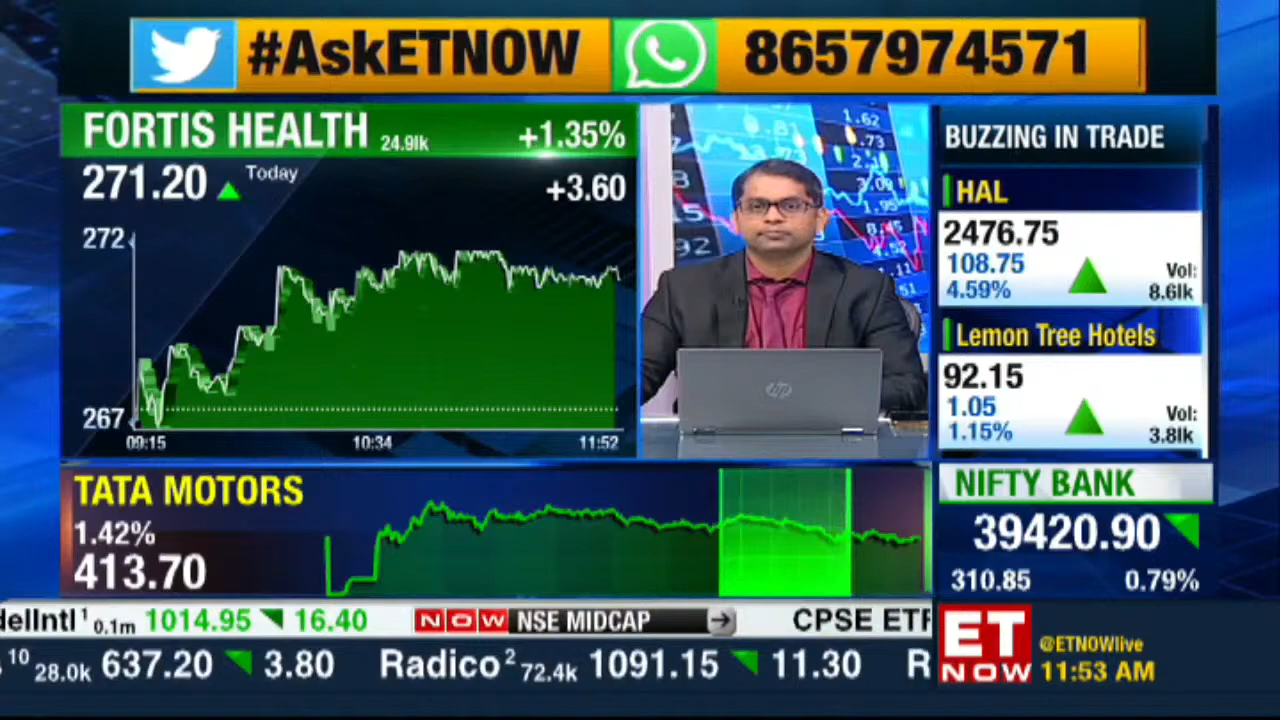 #AskETNOW 8657974571
FORTIS HEALTH 24.9lk +1.35%
271.20 Today +3.60
272
267
09:15 10:34 11:52
BUZZING IN TRADE
HAL
2476.75
108.75
4.59%
Vol:
8.6lk
Lemon Tree Hotels
92.15
1.05
1.15%
Vol:
3.8lk
TATA MOTORS
1.42%
413.70
NIFTY BANK
39420.90
310.85 0.79%
dellntl 1 0.1m 1014.95 16.40 NOW NSE MIDCAP CPSE ETF
10 28.0k 637.20 3.80 Radico 2 72.4k 1091.15 11.30 R
ET
NOW
@ETNOWlive
11:53 AM
hp